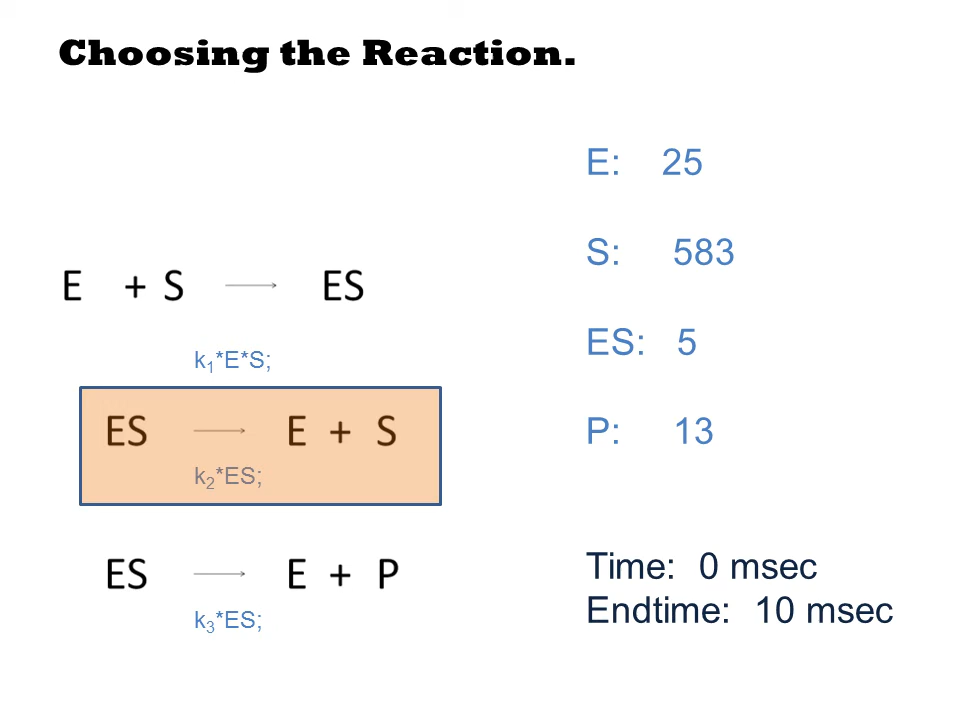 Choosing the Reaction.
E + S → ES
k₁*E*S;
ES → E + S
k₂*ES;
ES → E + P
k₃*ES;
E: 25
S: 583
ES: 5
P: 13
Time: 0 msec
Endtime: 10 msec